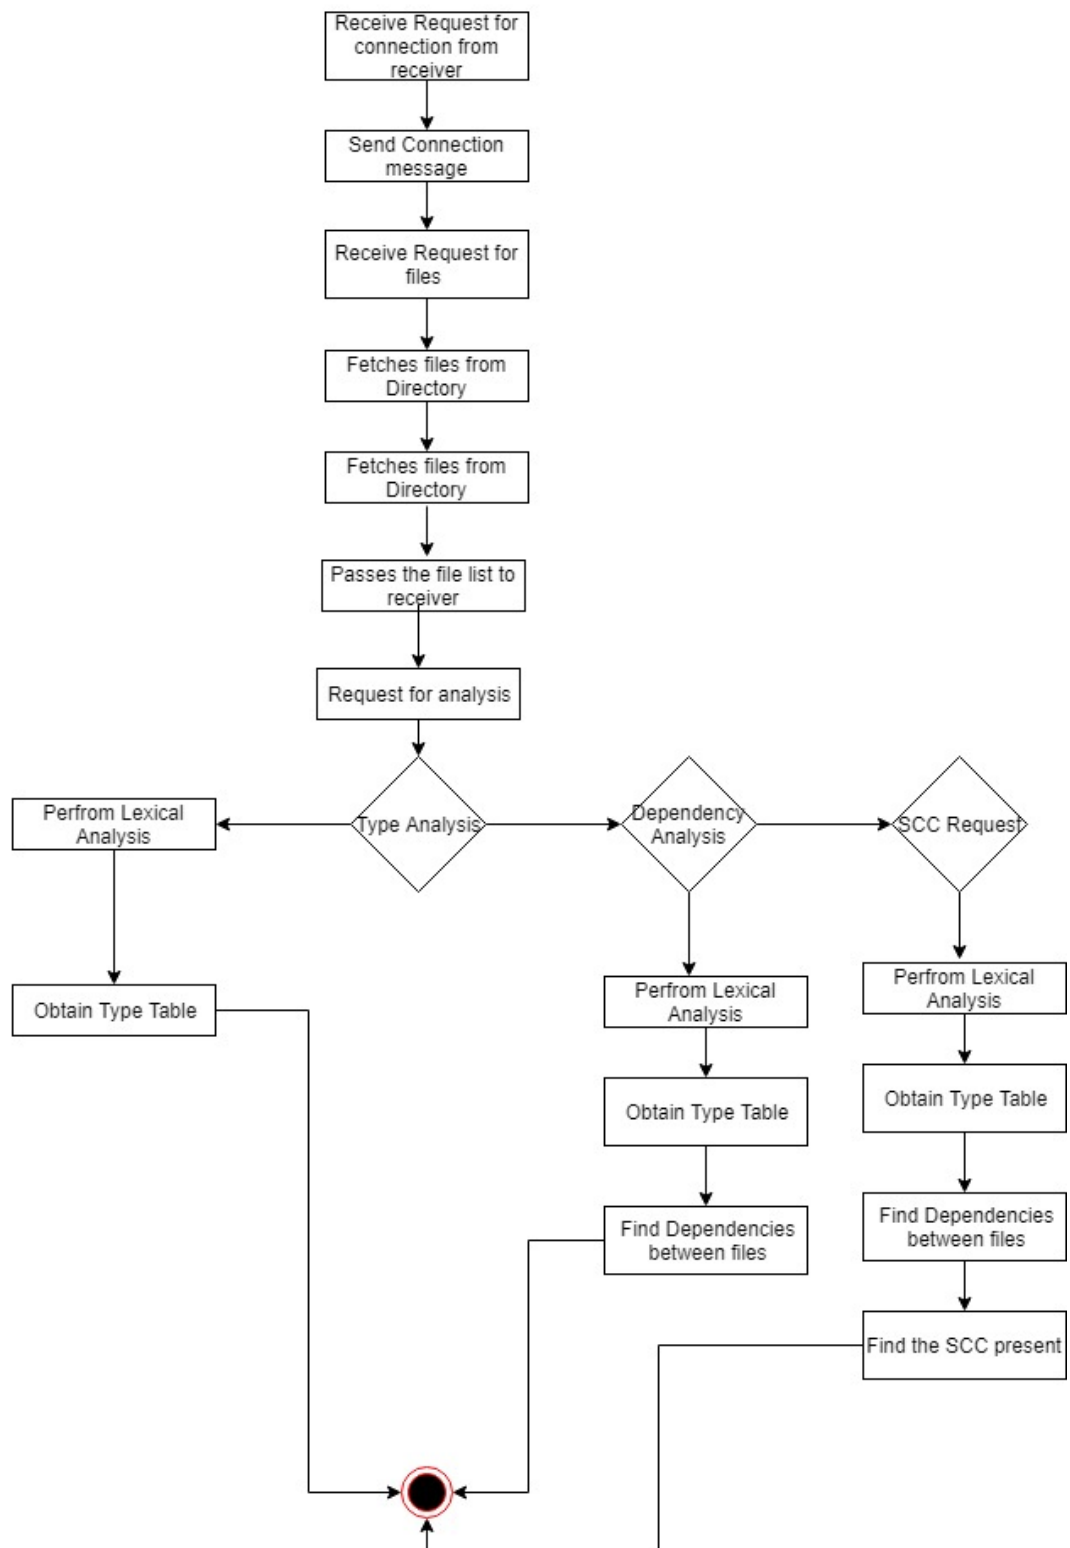 Receive Request for
connection from
receiver
Send Connection
message
Receive Request for
files
Fetches files from
Directory
Fetches files from
Directory
Passes the file list to
receiver
Request for analysis
Perfrom Lexical
Analysis
Type Analysis
Dependency
Analysis
SCC Request
Obtain Type Table
Perfrom Lexical
Analysis
Obtain Type Table
Find Dependencies
between files
Perfrom Lexical
Analysis
Obtain Type Table
Find Dependencies
between files
Find the SCC present